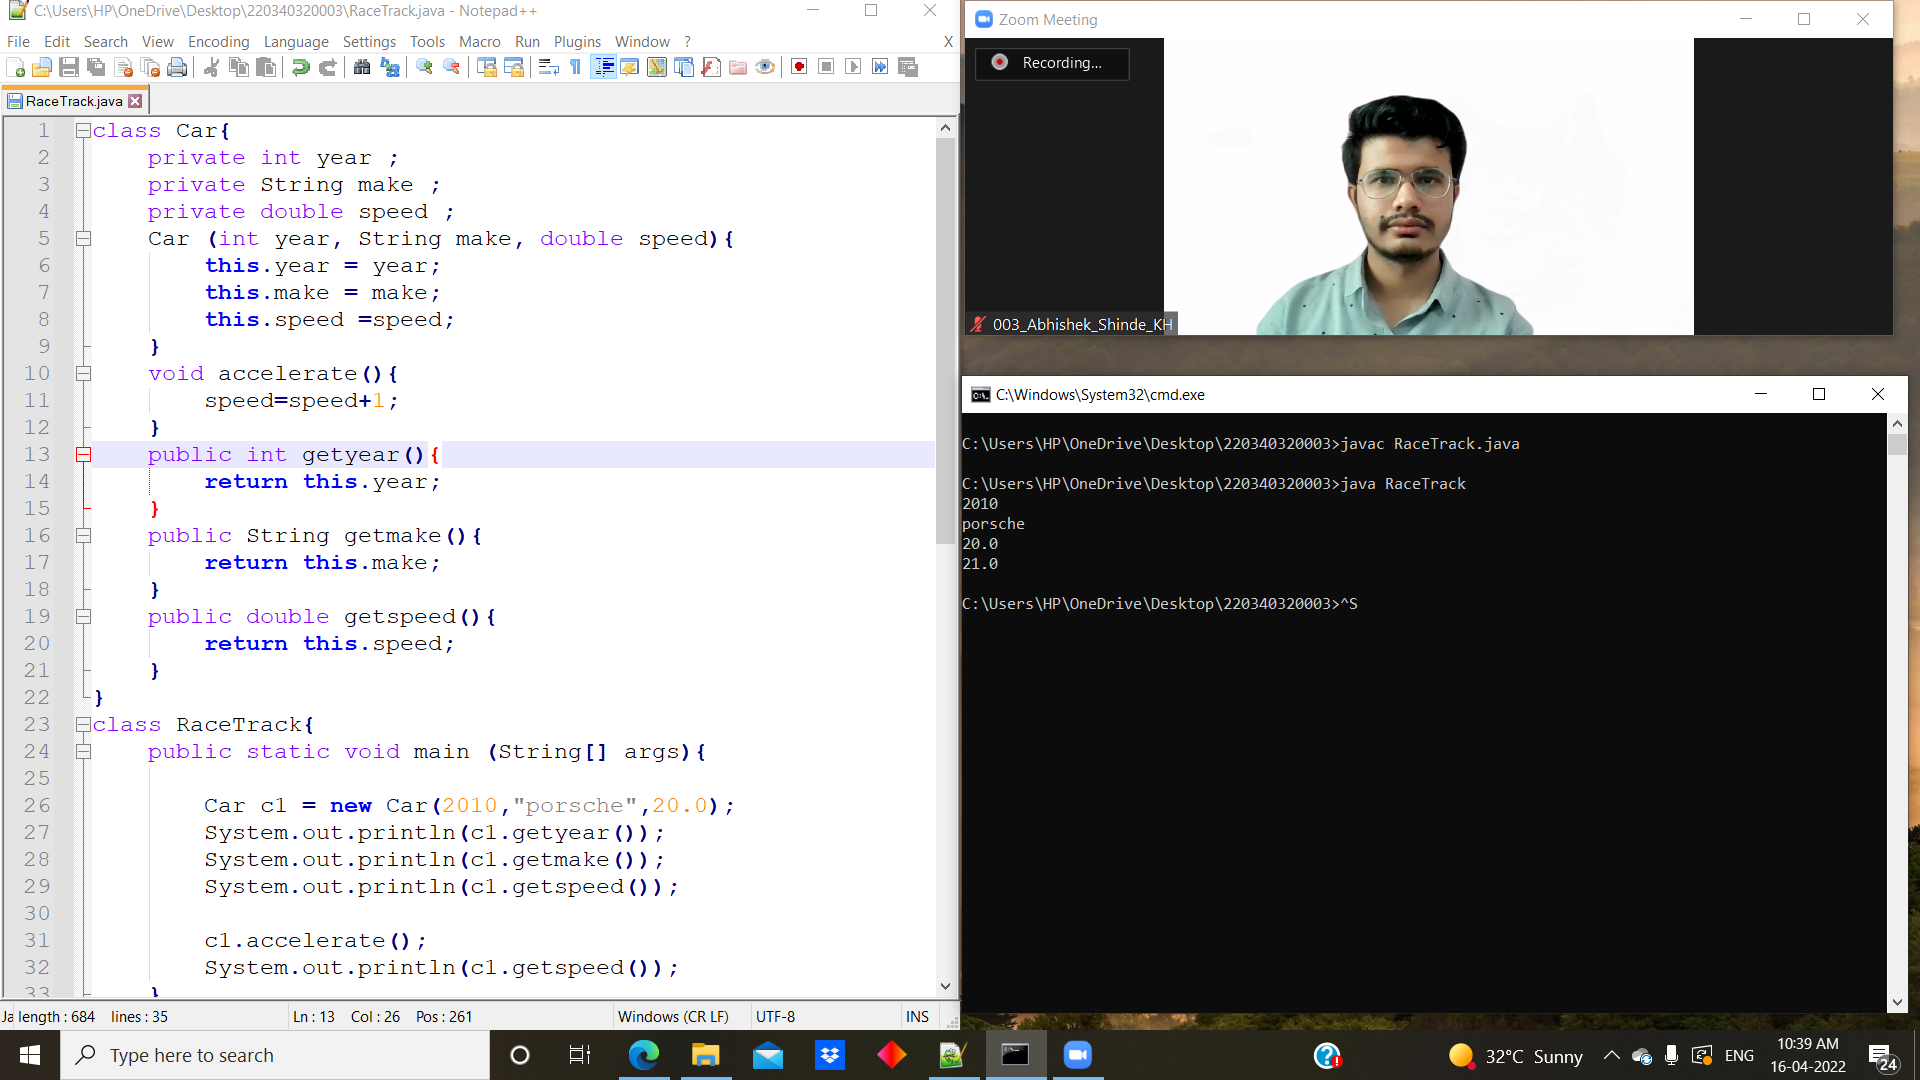 C:\Users\HP\OneDrive\Desktop\220340320003\RaceTrack.java - Notepad++
File Edit Search View Encoding Language Settings Tools Macro Run Plugins Window ? X
RaceTrack.java
1 class Car{
2 private int year ;
3 private String make ;
4 private double speed ;
5 Car (int year, String make, double speed){
6 this.year = year;
7 this.make = make;
8 this.speed =speed;
9 }
10 void accelerate(){
11 speed=speed+1;
12 }
13 public int getyear(){
14 return this.year;
15 }
16 public String getmake(){
17 return this.make;
18 }
19 public double getspeed(){
20 return this.speed;
21 }
22 }
23 class RaceTrack{
24 public static void main (String[] args){
25
26 Car c1 = new Car(2010,"porsche",20.0);
27 System.out.println(c1.getyear());
28 System.out.println(c1.getmake());
29 System.out.println(c1.getspeed());
30
31 c1.accelerate();
32 System.out.println(c1.getspeed());
33 }
Ja length : 684 lines : 35 Ln : 13 Col : 26 Pos : 261 Windows (CR LF) UTF-8 INS
Zoom Meeting
Recording...
003_Abhishek_Shinde_KH
C:\Windows\System32\cmd.exe
C:\Users\HP\OneDrive\Desktop\220340320003>javac RaceTrack.java
C:\Users\HP\OneDrive\Desktop\220340320003>java RaceTrack
2010
porsche
20.0
21.0
C:\Users\HP\OneDrive\Desktop\220340320003>^S
Type here to search
32°C Sunny
ENG
10:39 AM
16-04-2022
24